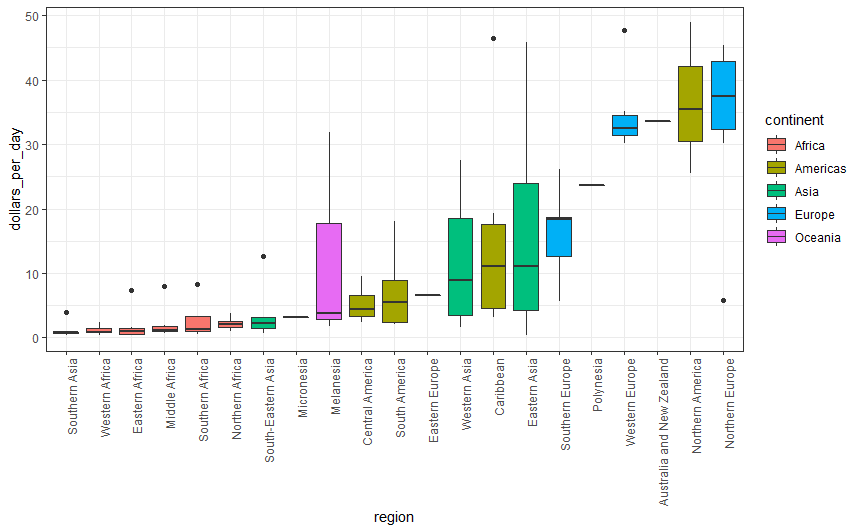 dollars_per_day
50
40
30
20
10
0
Southern Asia
Western Africa
Eastern Africa
Middle Africa
Southern Africa
Northern Africa
South-Eastern Asia
Micronesia
Melanesia
Central America
South America
Eastern Europe
Western Asia
Caribbean
Eastern Asia
Southern Europe
Polynesia
Western Europe
Australia and New Zealand
Northern America
Northern Europe
region
continent
Africa
Americas
Asia
Europe
Oceania